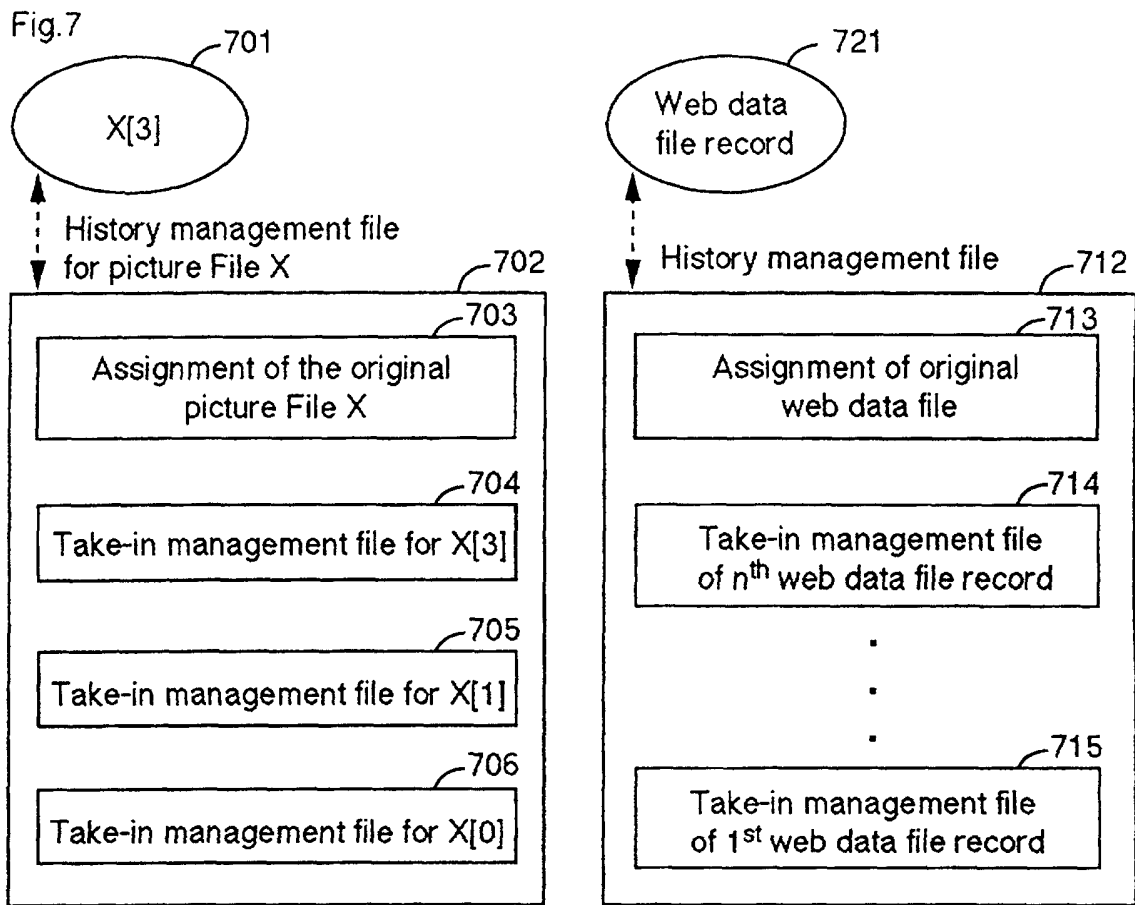 Fig.7
701
X[3]
History management file
for picture File X
702
703
Assignment of the original
picture File X
704
Take-in management file for X[3]
705
Take-in management file for X[1]
706
Take-in management file for X[0]
721
Web data
file record
History management file
712
713
Assignment of original
web data file
714
Take-in management file
of nth web data file record
715
Take-in management file
of 1st web data file record